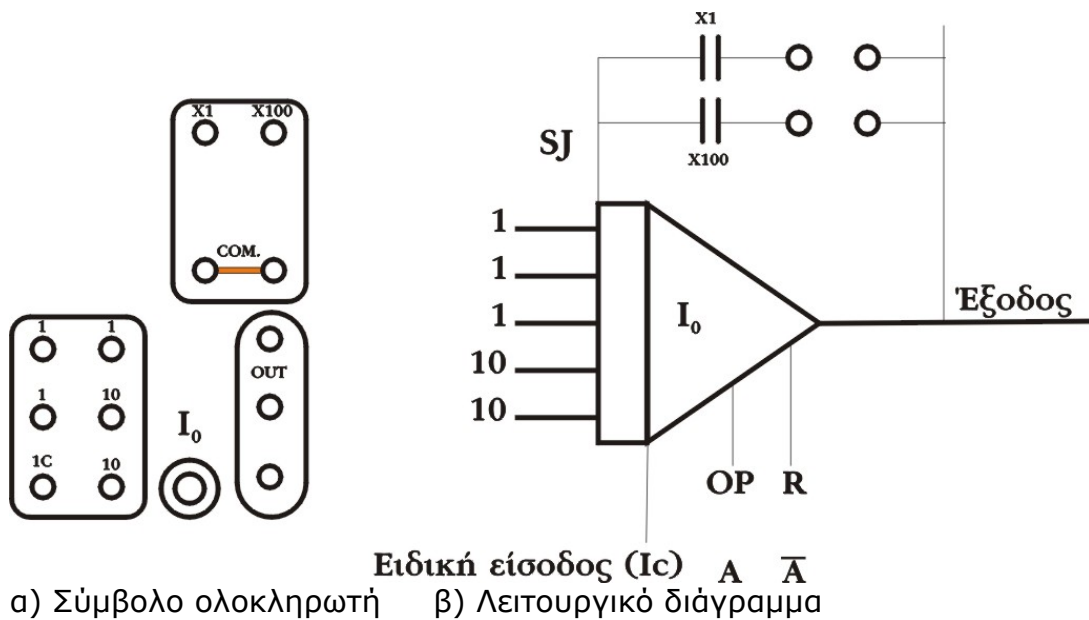 X1 X100
COM.
1 1
1 10
1C 10
I₀
OUT
X1
X100
SJ
1
1
1
10
10
I₀
Έξοδος
OP R
Ειδική είσοδος (Ic) A A̅
α) Σύμβολο ολοκληρωτή β) Λειτουργικό διάγραμμα